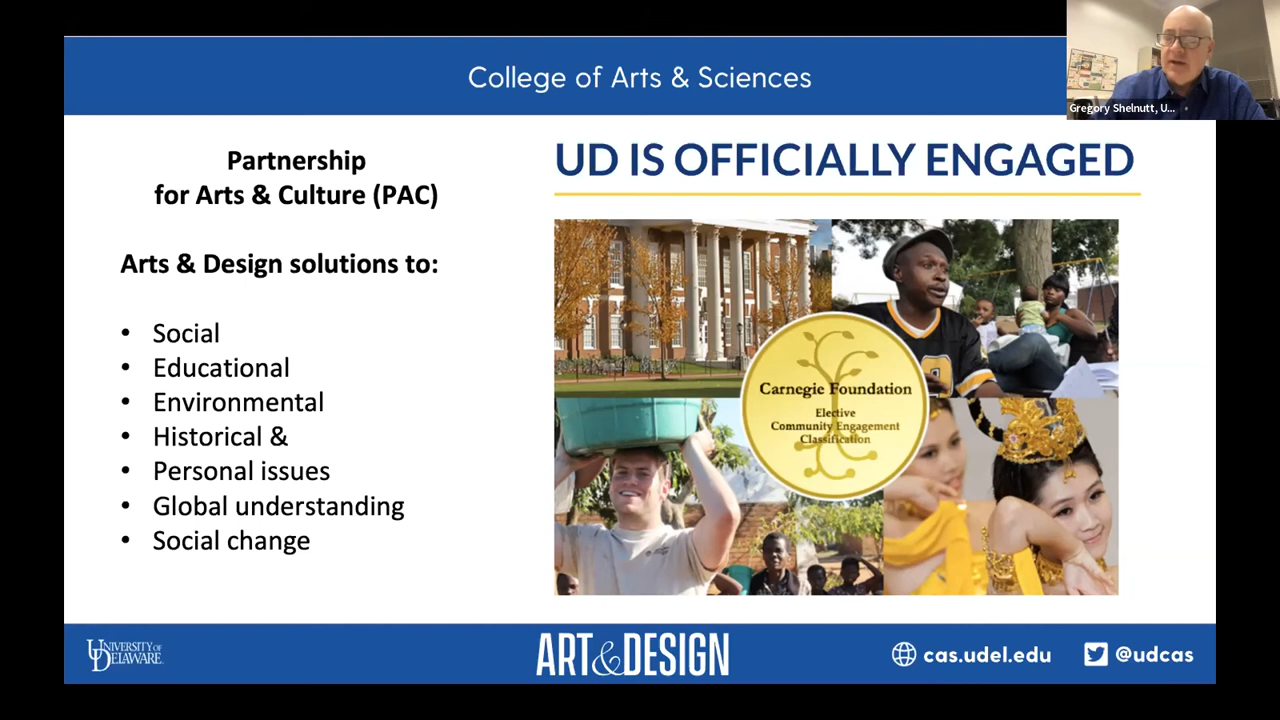 College of Arts & Sciences
Gregory Shelnutt, U...
Partnership
for Arts & Culture (PAC)
Arts & Design solutions to:
• Social
• Educational
• Environmental
• Historical &
• Personal issues
• Global understanding
• Social change
UD IS OFFICIALLY ENGAGED
Carnegie Foundation
Elective
Community Engagement
Classification
UNIVERSITY OF
DELAWARE
ART & DESIGN
cas.udel.edu
@udcas